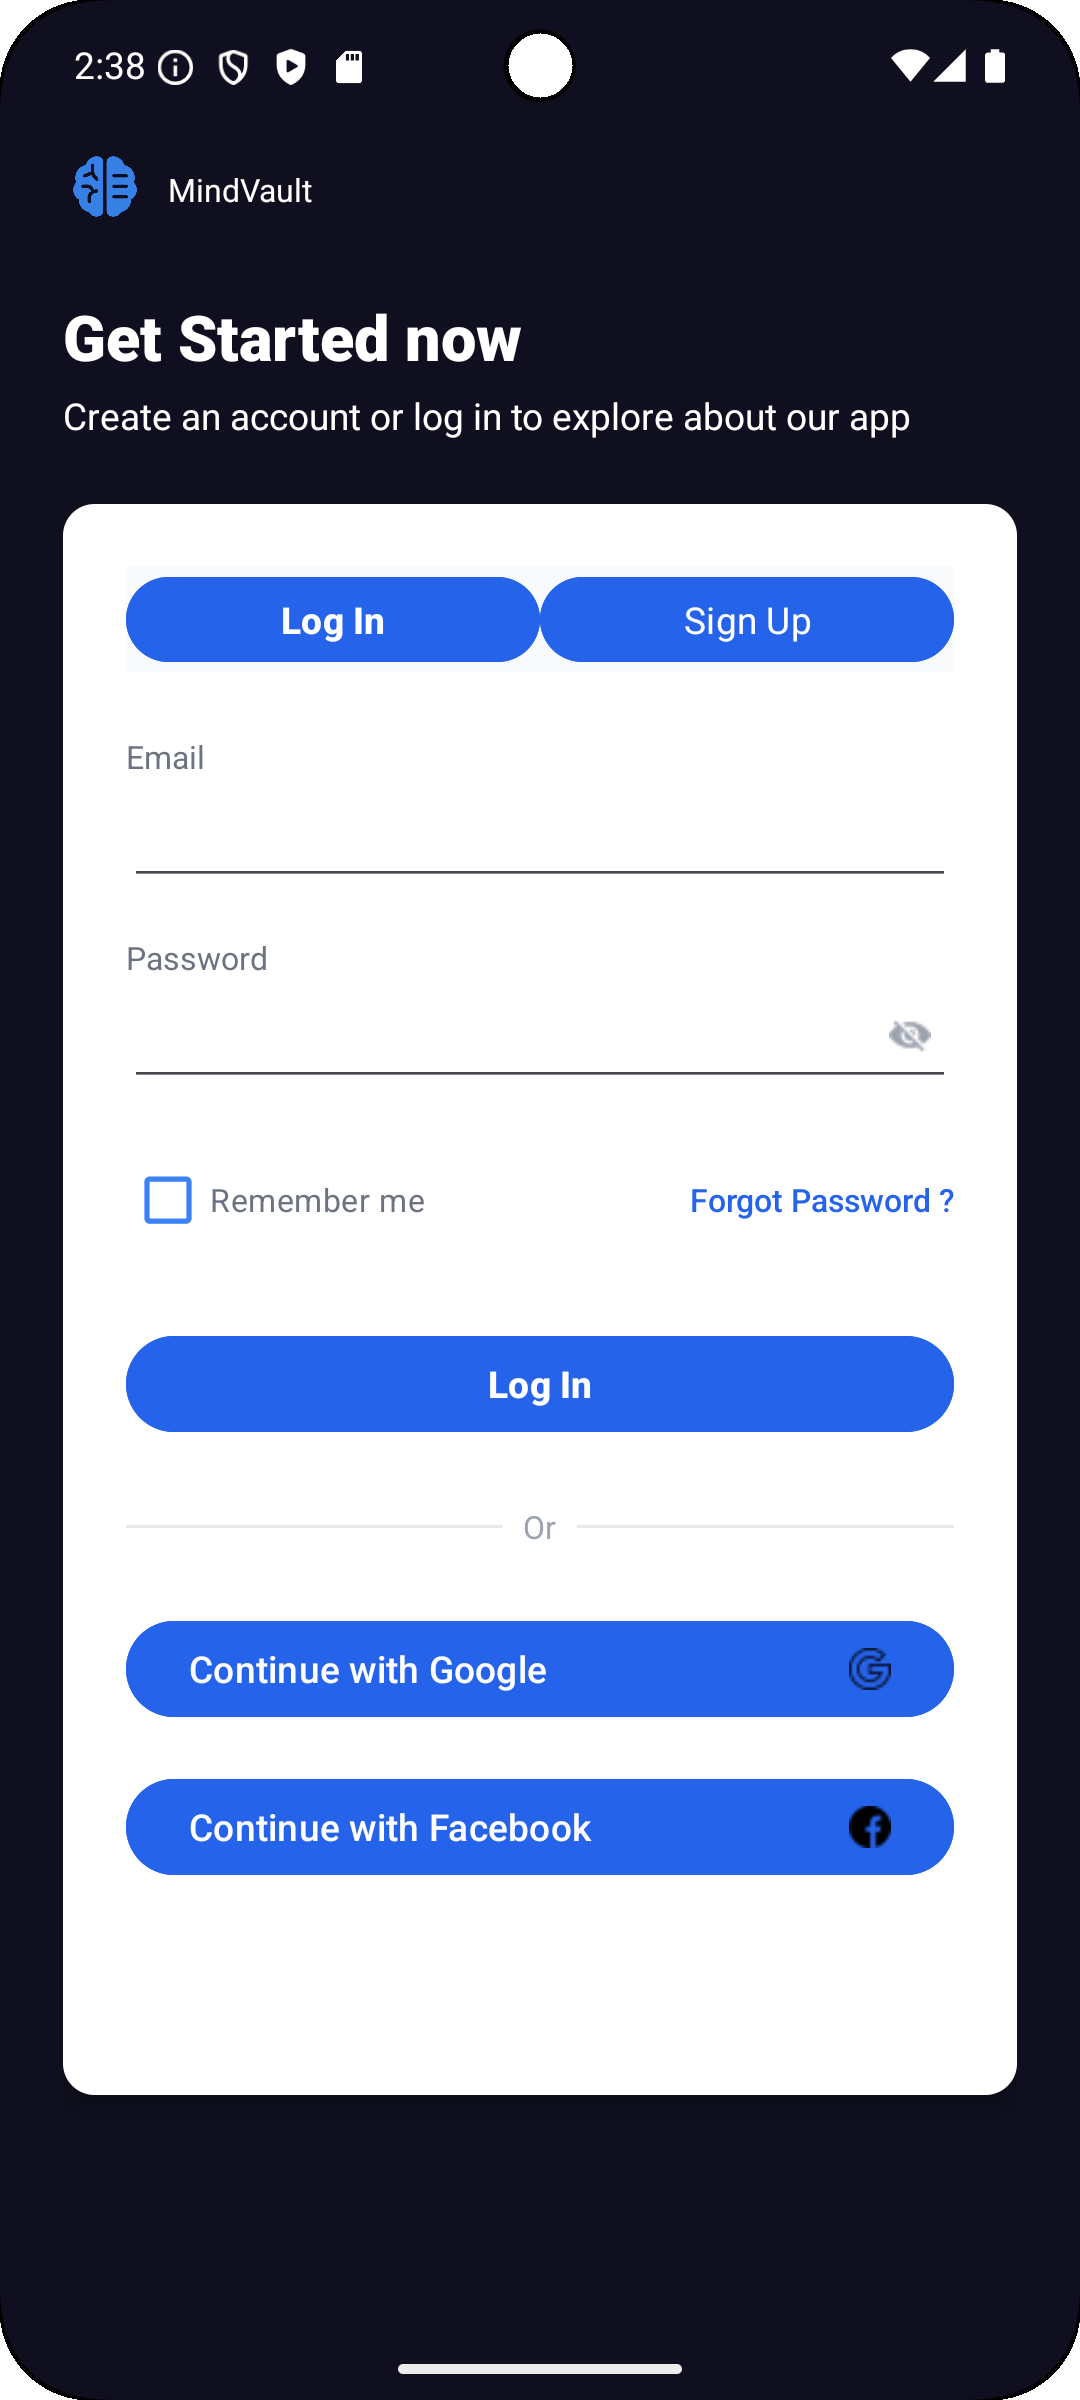 2:38
MindVault
Get Started now
Create an account or log in to explore about our app
Log In
Sign Up
Email
Password
Remember me
Forgot Password ?
Log In
Or
Continue with Google
Continue with Facebook